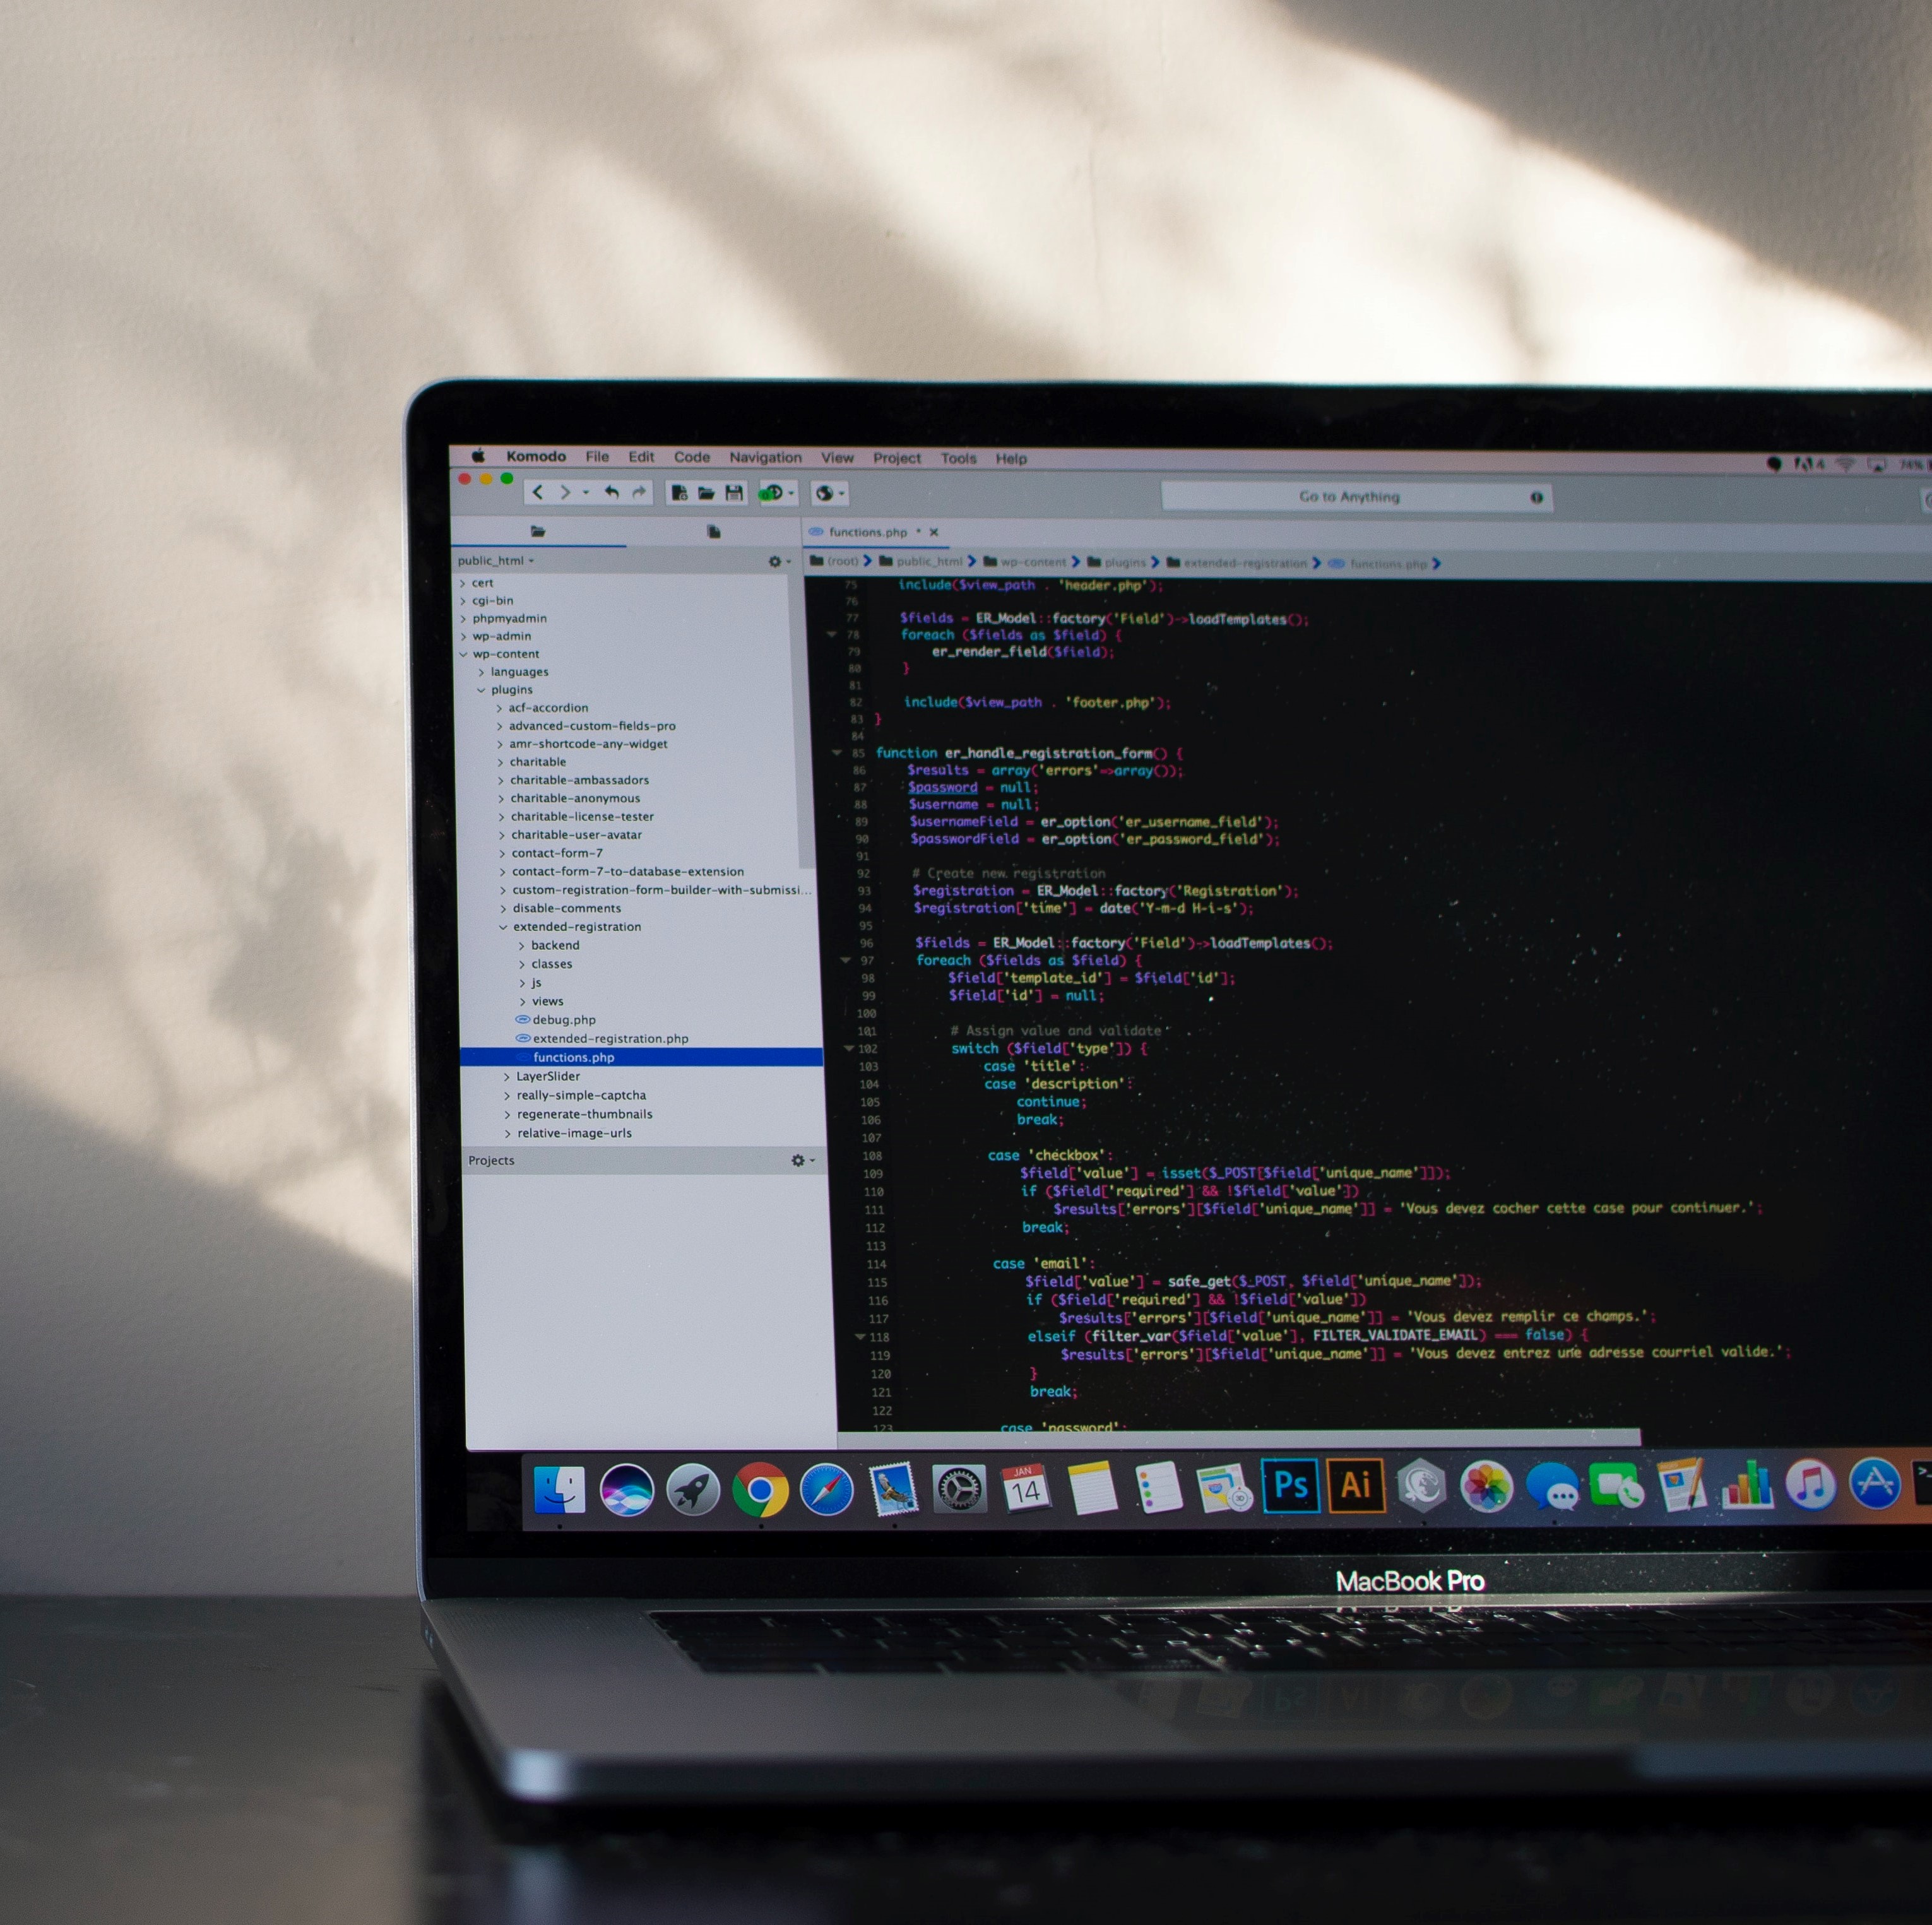 Komodo File Edit Code Navigation View Project Tools Help 74%
Go to Anything
functions.php *
public_html
(root) public_html wp-content plugins extended-registration functions.php
cert
cgi-bin
phpmyadmin
wp-admin
wp-content
languages
plugins
acf-accordion
advanced-custom-fields-pro
amr-shortcode-any-widget
charitable
charitable-ambassadors
charitable-anonymous
charitable-license-tester
charitable-user-avatar
contact-form-7
contact-form-7-to-database-extension
custom-registration-form-builder-with-submissi...
disable-comments
extended-registration
backend
classes
js
views
debug.php
extended-registration.php
functions.php
LayerSlider
really-simple-captcha
regenerate-thumbnails
relative-image-urls
Projects
75 include($view_path . 'header.php');
76
77 $fields = ER_Model::factory('Field')->loadTemplates();
78 foreach ($fields as $field) {
79 er_render_field($field);
80 }
81
82 include($view_path . 'footer.php');
83 }
84
85 function er_handle_registration_form() {
86 $results = array('errors'=>array());
87 $password = null;
88 $username = null;
89 $usernameField = er_option('er_username_field');
90 $passwordField = er_option('er_password_field');
91
92 # Create new registration
93 $registration = ER_Model::factory('Registration');
94 $registration['time'] = date('Y-m-d H-i-s');
95
96 $fields = ER_Model::factory('Field')->loadTemplates();
97 foreach ($fields as $field) {
98 $field['template_id'] = $field['id'];
99 $field['id'] = null;
100
101 # Assign value and validate
102 switch ($field['type']) {
103 case 'title':
104 case 'description':
105 continue;
106 break;
107
108 case 'checkbox':
109 $field['value'] = isset($_POST[$field['unique_name']]);
110 if ($field['required'] && !$field['value'])
111 $results['errors'][$field['unique_name']] = 'Vous devez cocher cette case pour continuer.';
112 break;
113
114 case 'email':
115 $field['value'] = safe_get($_POST, $field['unique_name']);
116 if ($field['required'] && !$field['value'])
117 $results['errors'][$field['unique_name']] = 'Vous devez remplir ce champs.';
118 elseif (filter_var($field['value'], FILTER_VALIDATE_EMAIL) === false) {
119 $results['errors'][$field['unique_name']] = 'Vous devez entrez une adresse courriel valide.';
120 }
121 break;
122
123 case 'password':
JAN
14
Ps Ai
MacBook Pro